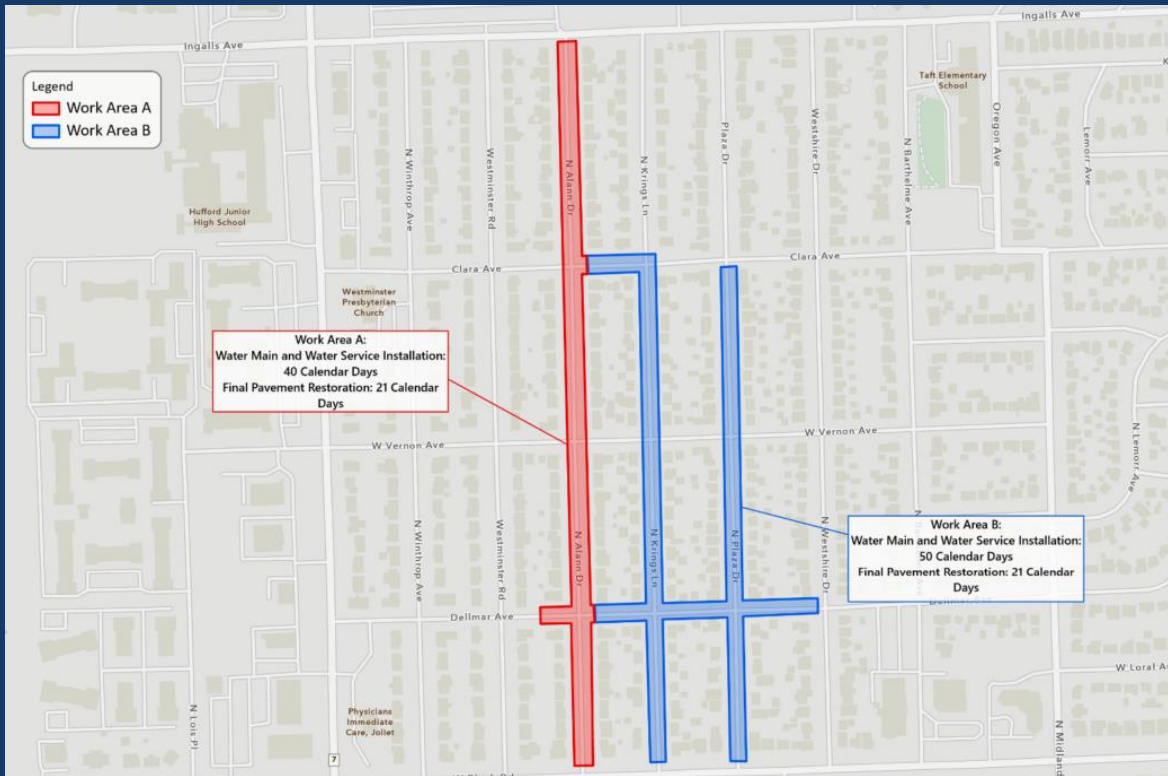 Ingalls Ave
Ingalls Ave
Legend
Work Area A
Work Area B
Taft Elementary
School
Oregon Ave
Lemorr Ave
K
N Winthrop Ave
Westminster Rd
N Alann Dr
N Krings Ln
Plaza Dr
Westshire Dr
N Barthelme Ave
Hufford Junior
High School
Clara Ave
Clara Ave
Westminster
Presbyterian
Church
Work Area A:
Water Main and Water Service Installation:
40 Calendar Days
Final Pavement Restoration: 21 Calendar
Days
W Vernon Ave
W Vernon Ave
N Lemorr Ave
N Winthrop Ave
Westminster Rd
N Alann Dr
N Krings Ln
N Plaza Dr
N Westshire Dr
Work Area B:
Water Main and Water Service Installation:
50 Calendar Days
Final Pavement Restoration: 21 Calendar
Days
Dellmar Ave
W Loral Av
N Lois Pl
Physicians
Immediate
Care, Joliet
7
N Midland